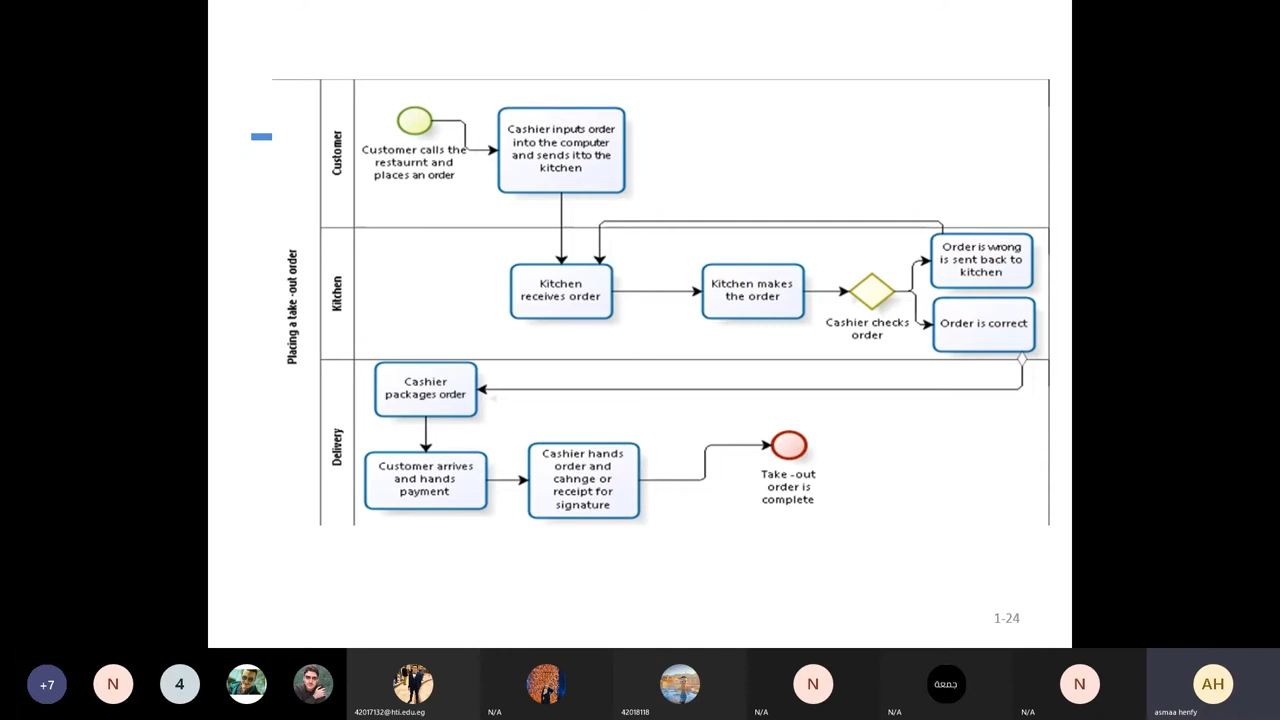 Placing a take -out order
Customer
Customer calls the
restaurnt and
places an order
Cashier inputs order
into the computer
and sends itto the
kitchen
Kitchen
Kitchen
receives order
Kitchen makes
the order
Cashier checks
order
Order is wrong
is sent back to
kitchen
Order is correct
Delivery
Cashier
packages order
Customer arrives
and hands
payment
Cashier hands
order and
cahnge or
receipt for
signature
Take -out
order is
complete
1-24
+7
N
4
42017132@hti.edu.eg
N/A
42018118
N
N/A
جمعة
N/A
N
N/A
AH
asmaa henfy